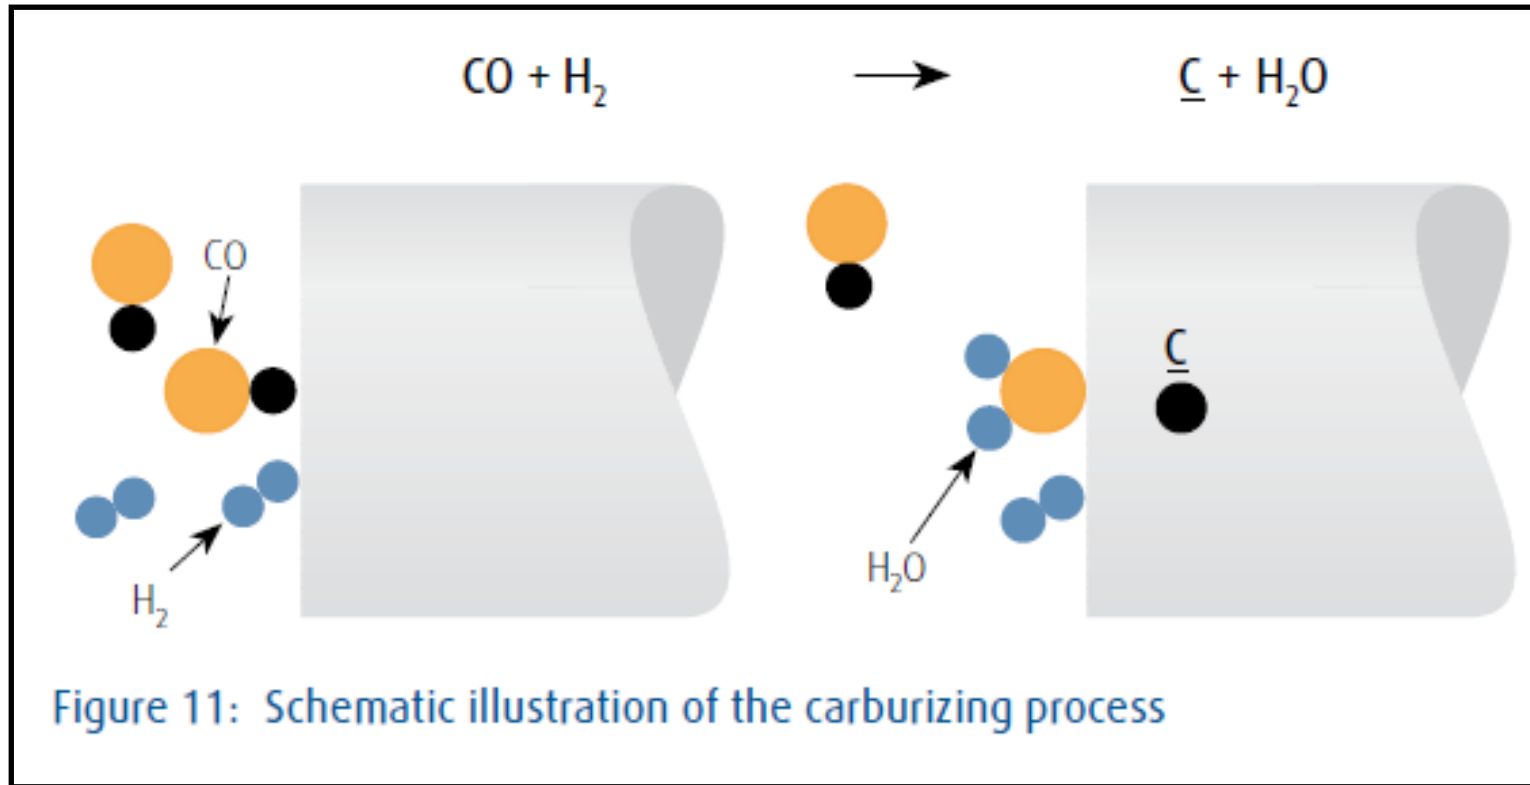 CO + H₂ → C + H₂O
CO
C
H₂O
H₂
Figure 11: Schematic illustration of the carburizing process